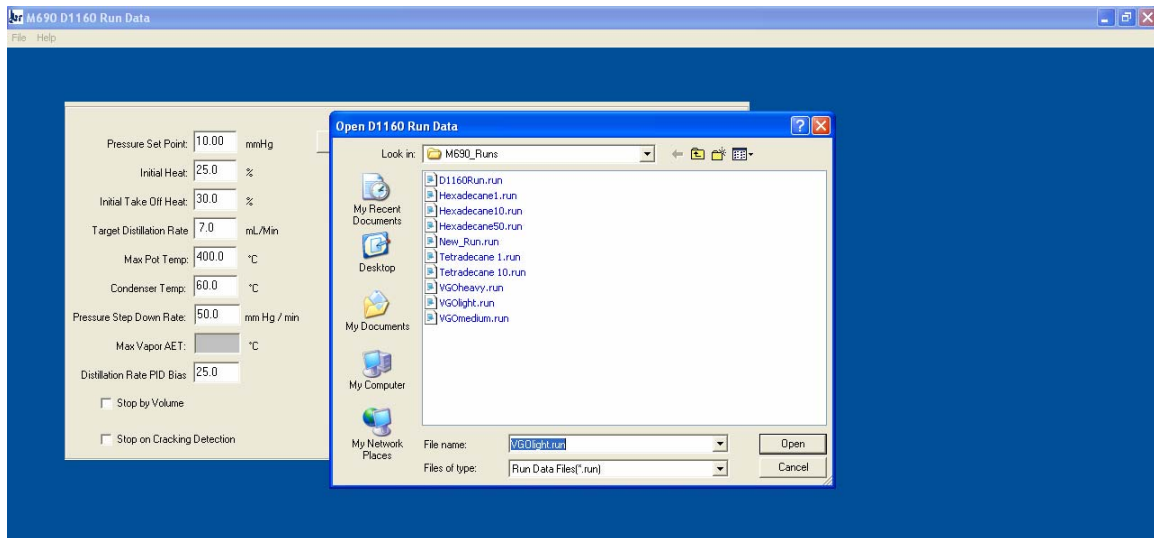 jbr M690 D1160 Run Data
File Help
Pressure Set Point: 10.00 mmHg
Initial Heat: 25.0 %
Initial Take Off Heat: 30.0 %
Target Distillation Rate 7.0 mL/Min
Max Pot Temp: 400.0 °C
Condenser Temp: 60.0 °C
Pressure Step Down Rate: 50.0 mm Hg / min
Max Vapor AET: °C
Distillation Rate PID Bias 25.0
Stop by Volume
Stop on Cracking Detection
Open D1160 Run Data
Look in: M690_Runs
My Recent Documents
Desktop
My Documents
My Computer
My Network Places
D1160Run.run
Hexadecane1.run
Hexadecane10.run
Hexadecane50.run
New_Run.run
Tetradecane 1.run
Tetradecane 10.run
VGOheavy.run
VGOlight.run
VGOmedium.run
File name: VGOlight.run Open
Files of type: Run Data Files(*.run) Cancel